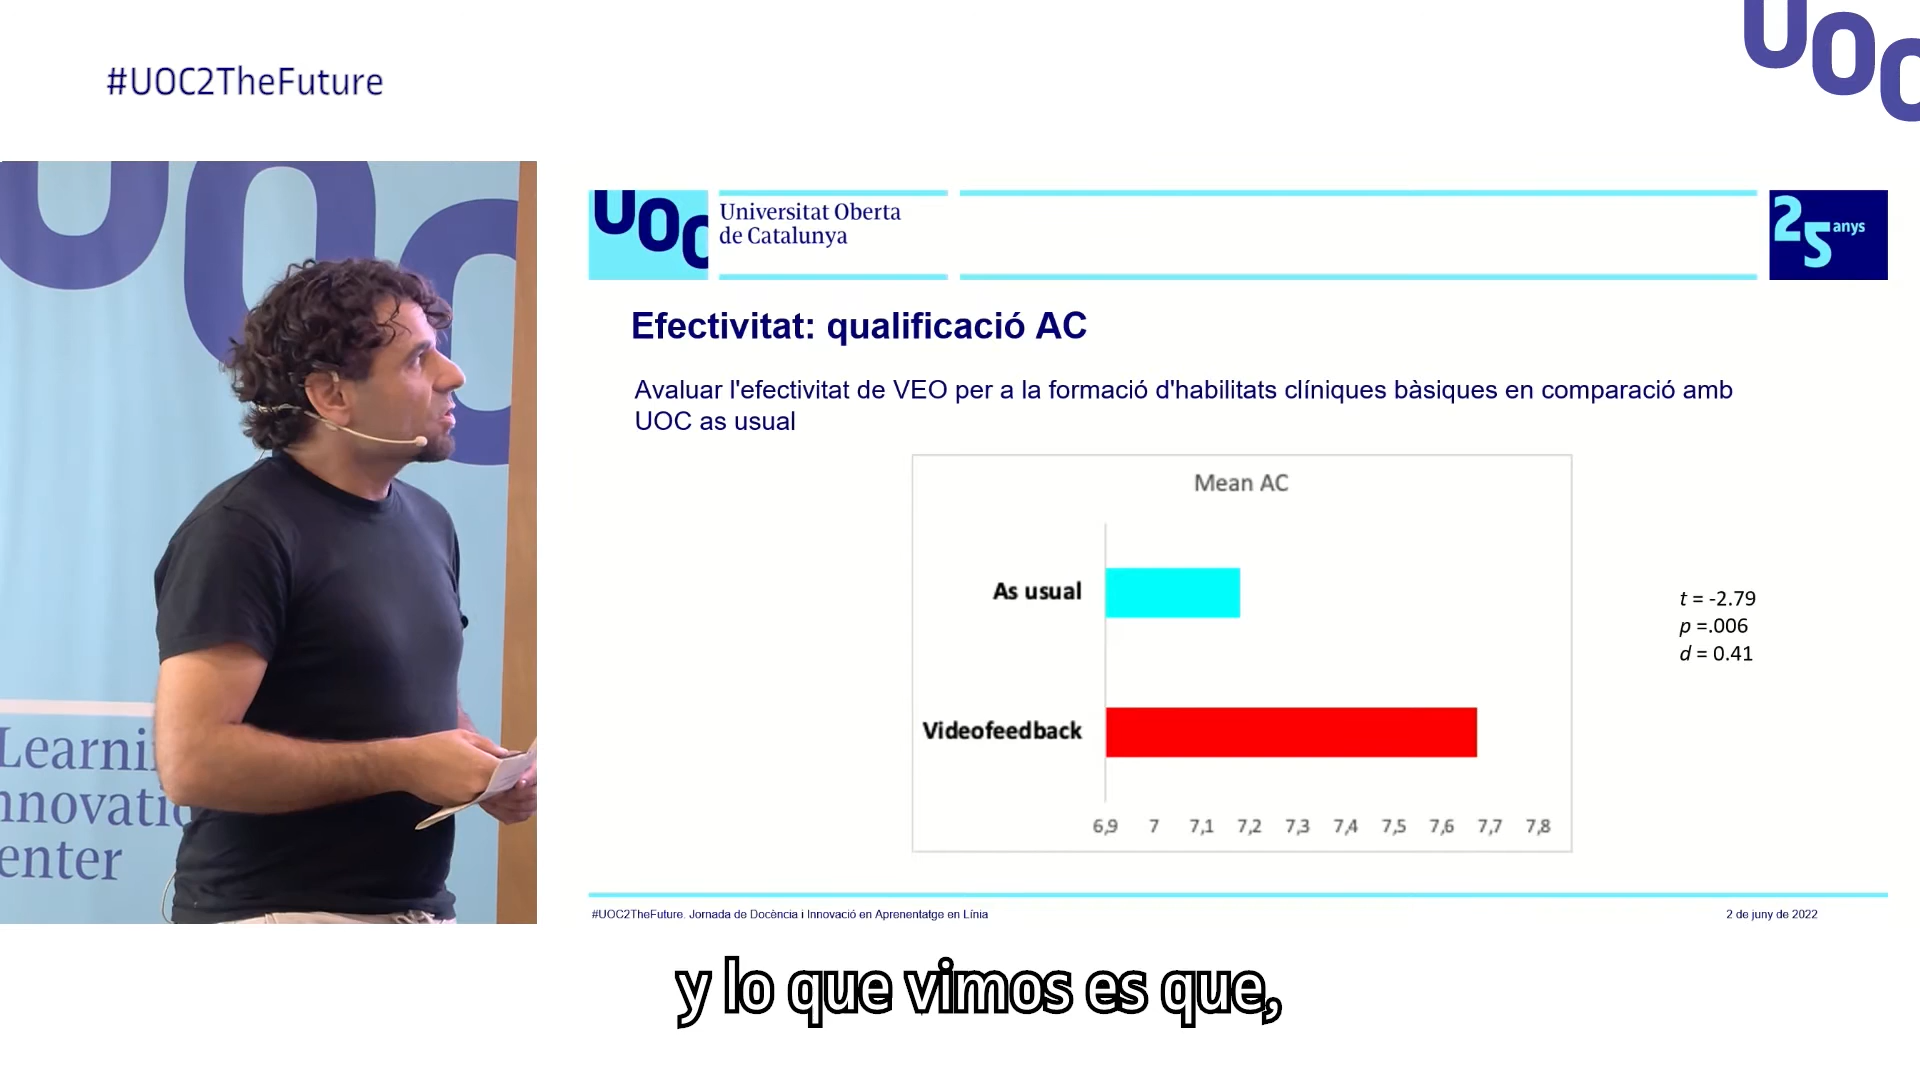 #UOC2TheFuture
UOC
UOC
Learni
nnovatic
enter
UOC
Universitat Oberta
de Catalunya
25 anys
Efectivitat: qualificació AC
Avaluar l'efectivitat de VEO per a la formació d'habilitats clíniques bàsiques en comparació amb
UOC as usual
Mean AC
As usual
Videofeedback
6,9 7 7,1 7,2 7,3 7,4 7,5 7,6 7,7 7,8
t = -2.79
p =.006
d = 0.41
#UOC2TheFuture. Jornada de Docència i Innovació en Aprenentatge en Línia
2 de juny de 2022
y lo que vimos es que,